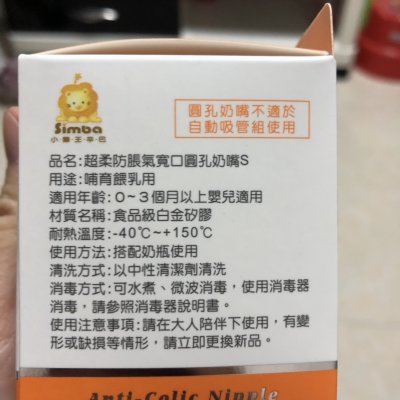 Simba
小獅王辛巴
圓孔奶嘴不適於
自動吸管組使用
品名:超柔防脹氣寬口圓孔奶嘴S
用途:哺育餵乳用
適用年齡:0~3個月以上嬰兒適用
材質名稱:食品級白金矽膠
耐熱溫度:-40℃~+150℃
使用方法:搭配奶瓶使用
清洗方式:以中性清潔劑清洗
消毒方式:可水煮、微波消毒,使用消毒器
消毒,請參照消毒器說明書。
使用注意事項:請在大人陪伴下使用,有變
形或缺損等情形,請立即更換新品。
Anti-Colic Nipple